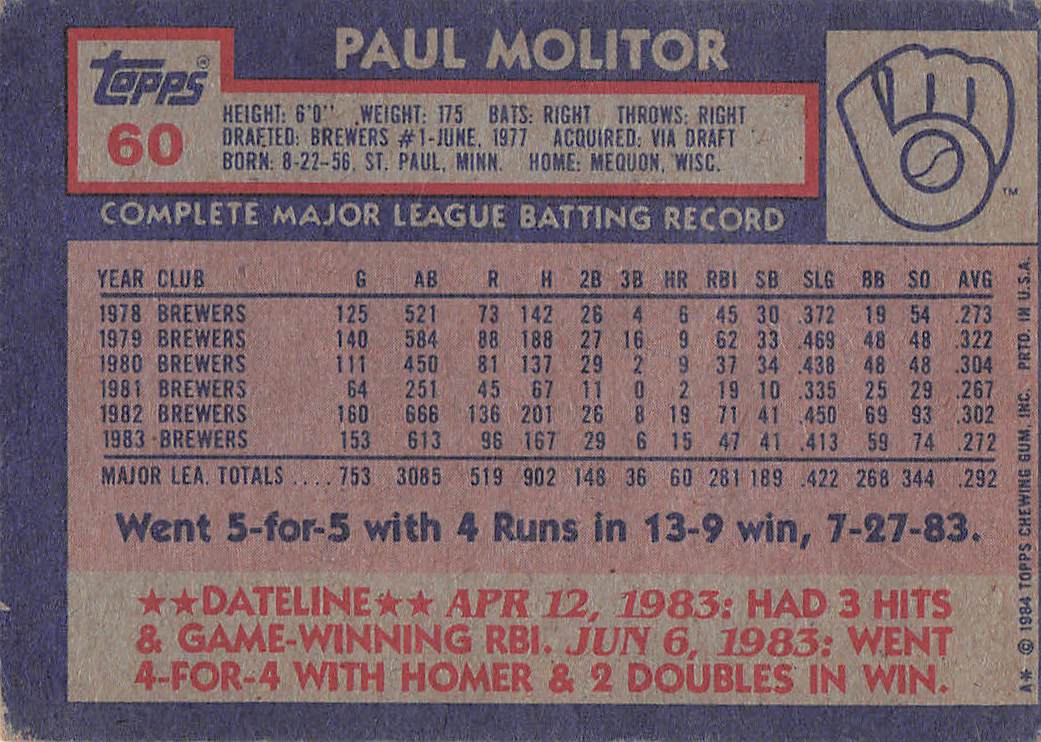 PAUL MOLITOR
topps®
60
HEIGHT: 6'0'' WEIGHT: 175 BATS: RIGHT THROWS: RIGHT
DRAFTED: BREWERS #1-JUNE, 1977 ACQUIRED: VIA DRAFT
BORN: 8-22-56, ST. PAUL, MINN. HOME: MEQUON, WISC.
TM
COMPLETE MAJOR LEAGUE BATTING RECORD
YEAR CLUB G AB R H 2B 3B HR RBI SB SLG BB SO AVG
1978 BREWERS 125 521 73 142 26 4 6 45 30 .372 19 54 .273
1979 BREWERS 140 584 88 188 27 16 9 62 33 .469 48 48 .322
1980 BREWERS 111 450 81 137 29 2 9 37 34 .438 48 48 .304
1981 BREWERS 64 251 45 67 11 0 2 19 10 .335 25 29 .267
1982 BREWERS 160 666 136 201 26 8 19 71 41 .450 69 93 .302
1983 BREWERS 153 613 96 167 29 6 15 47 41 .413 59 74 .272
MAJOR LEA. TOTALS .... 753 3085 519 902 148 36 60 281 189 .422 268 344 .292
Went 5-for-5 with 4 Runs in 13-9 win, 7-27-83.
★★DATELINE★★ APR 12, 1983: HAD 3 HITS
& GAME-WINNING RBI. JUN 6, 1983: WENT
4-FOR-4 WITH HOMER & 2 DOUBLES IN WIN.
A* © 1984 TOPPS CHEWING GUM, INC. PRTD. IN U.S.A.